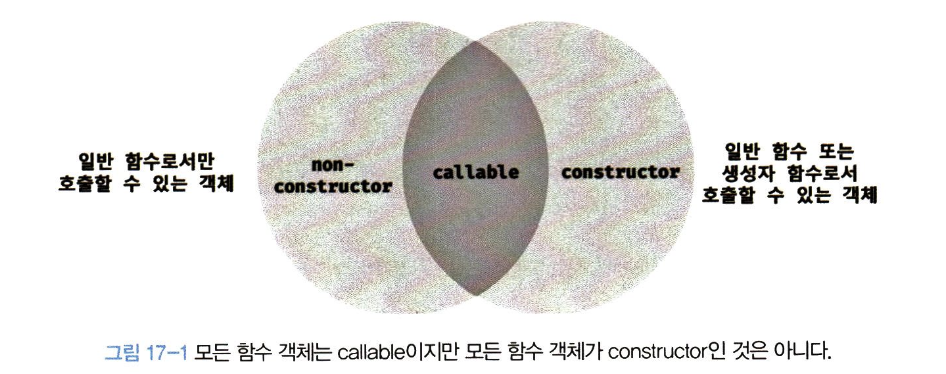 일반 함수로서만
호출할 수 있는 객체
non-
constructor
callable
constructor
일반 함수 또는
생성자 함수로서
호출할 수 있는 객체
그림 17-1 모든 함수 객체는 callable이지만 모든 함수 객체가 constructor인 것은 아니다.